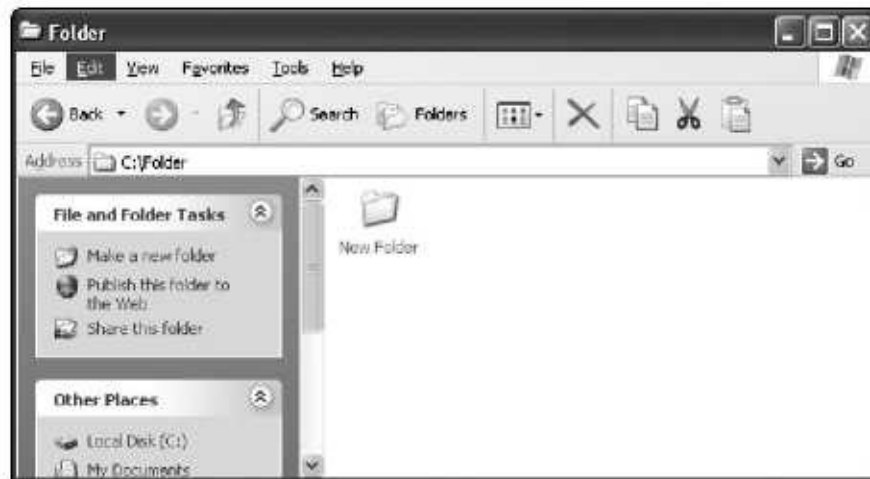 Folder
File Edit View Favorites Tools Help
Back Search Folders
Address C:\Folder Go
File and Folder Tasks
Make a new folder
Publish this folder to
the Web
Share this folder
Other Places
Local Disk (C:)
My Documents
New Folder